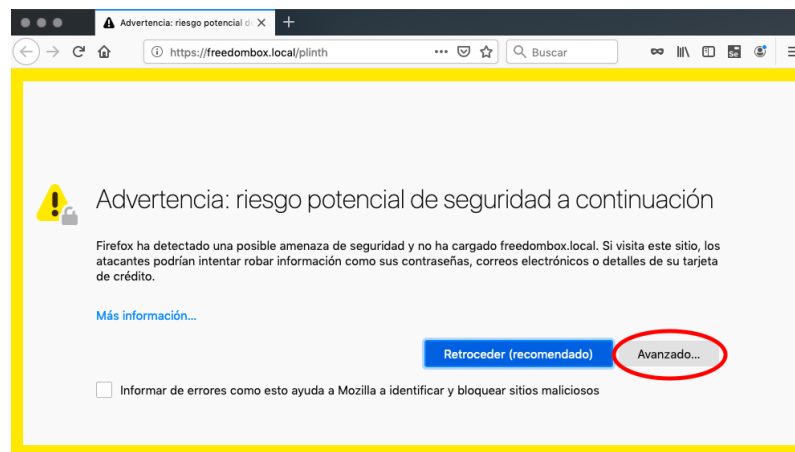 Advertencia: riesgo potencial d
https://freedombox.local/plinth
Buscar
Se
Advertencia: riesgo potencial de seguridad a continuación
Firefox ha detectado una posible amenaza de seguridad y no ha cargado freedombox.local. Si visita este sitio, los
atacantes podrían intentar robar información como sus contraseñas, correos electrónicos o detalles de su tarjeta
de crédito.
Más información...
Retroceder (recomendado)
Avanzado...
Informar de errores como esto ayuda a Mozilla a identificar y bloquear sitios maliciosos